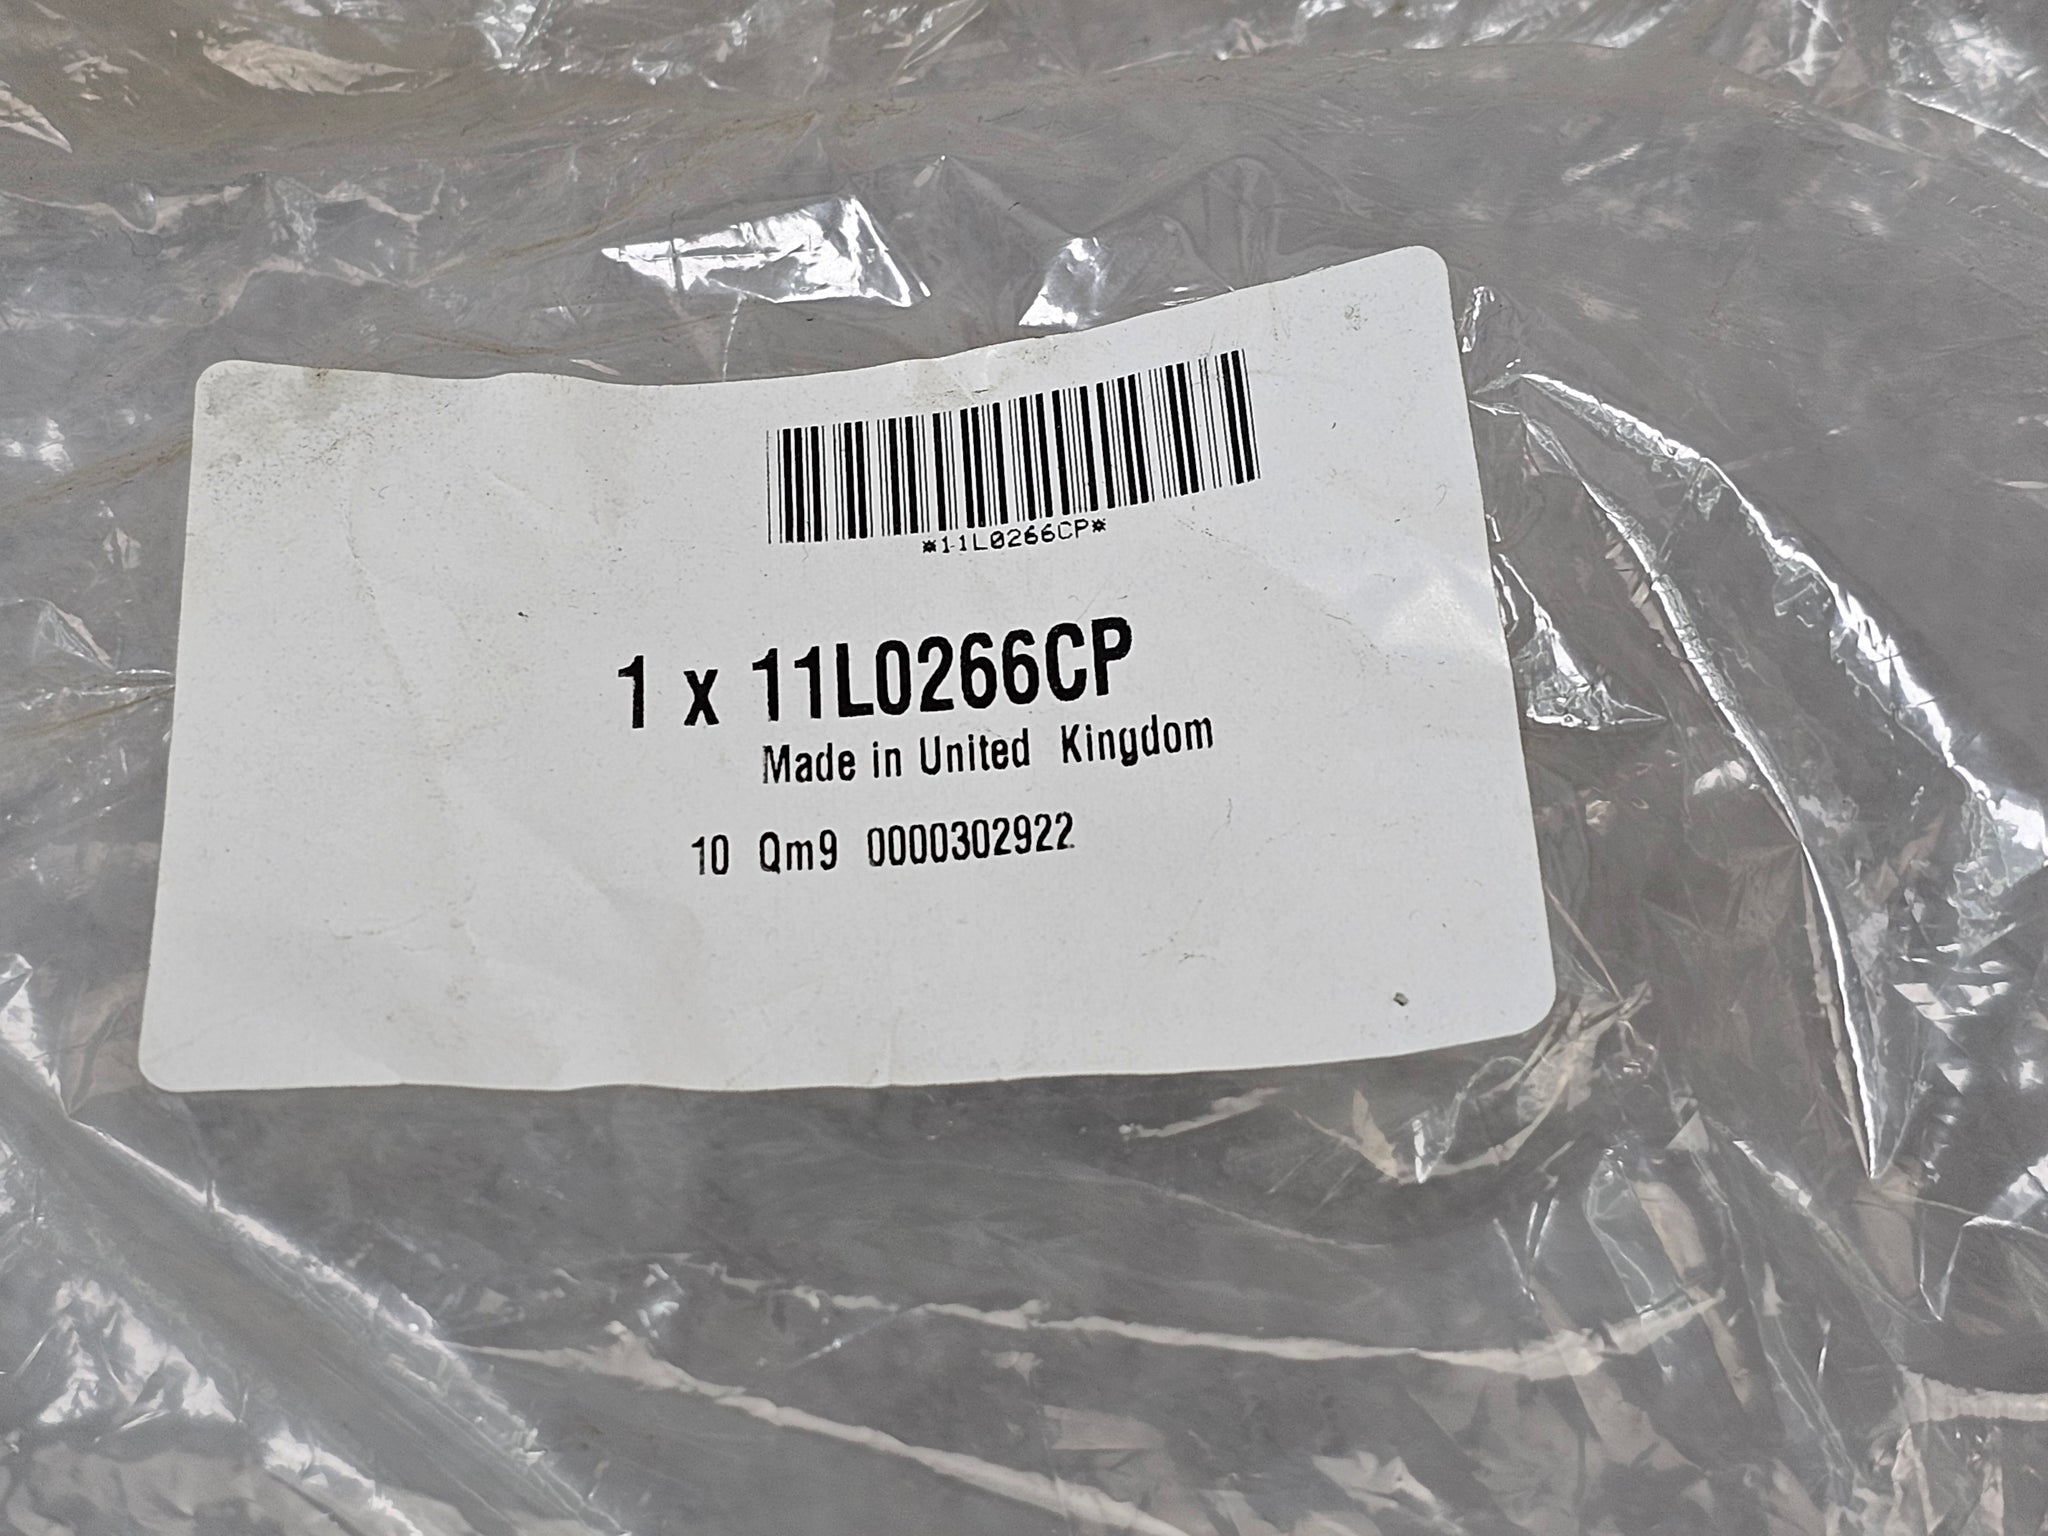 *11L0266CP*
1 x 11L0266CP
Made in United Kingdom
10 Qm9 0000302922